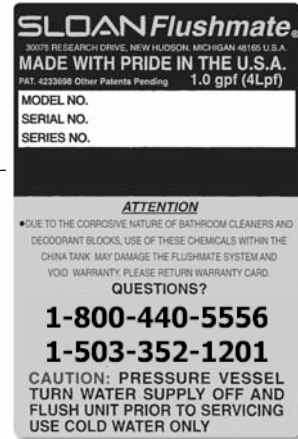 SLOAN Flushmate®
30075 RESEARCH DRIVE, NEW HUDSON, MICHIGAN 48165 U.S.A.
MADE WITH PRIDE IN THE U.S.A.
PAT. 4233698 Other Patents Pending 1.0 gpf (4Lpf)
MODEL NO.
SERIAL NO.
SERIES NO.
ATTENTION
•DUE TO THE CORROSIVE NATURE OF BATHROOM CLEANERS AND
DEODORANT BLOCKS, USE OF THESE CHEMICALS WITHIN THE
CHINA TANK MAY DAMAGE THE FLUSHMATE SYSTEM AND
VOID WARRANTY. PLEASE RETURN WARRANTY CARD.
QUESTIONS?
1-800-440-5556
1-503-352-1201
CAUTION: PRESSURE VESSEL
TURN WATER SUPPLY OFF AND
FLUSH UNIT PRIOR TO SERVICING
USE COLD WATER ONLY